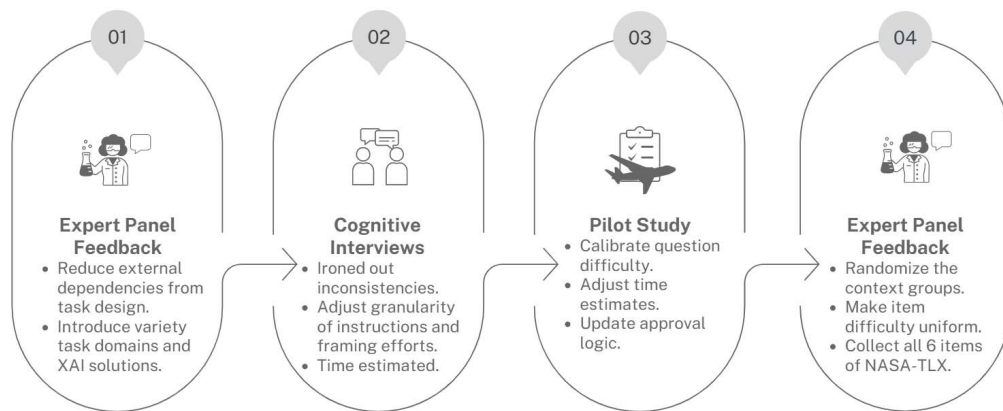 01
Expert Panel
Feedback
• Reduce external
dependencies from
task design.
• Introduce variety
task domains and
XAI solutions.
02
Cognitive
Interviews
• Ironed out
inconsistencies.
• Adjust granularity
of instructions and
framing efforts.
• Time estimated.
03
Pilot Study
• Calibrate question
difficulty.
• Adjust time
estimates.
• Update approval
logic.
04
Expert Panel
Feedback
• Randomize the
context groups.
• Make item
difficulty uniform.
• Collect all 6 items
of NASA-TLX.